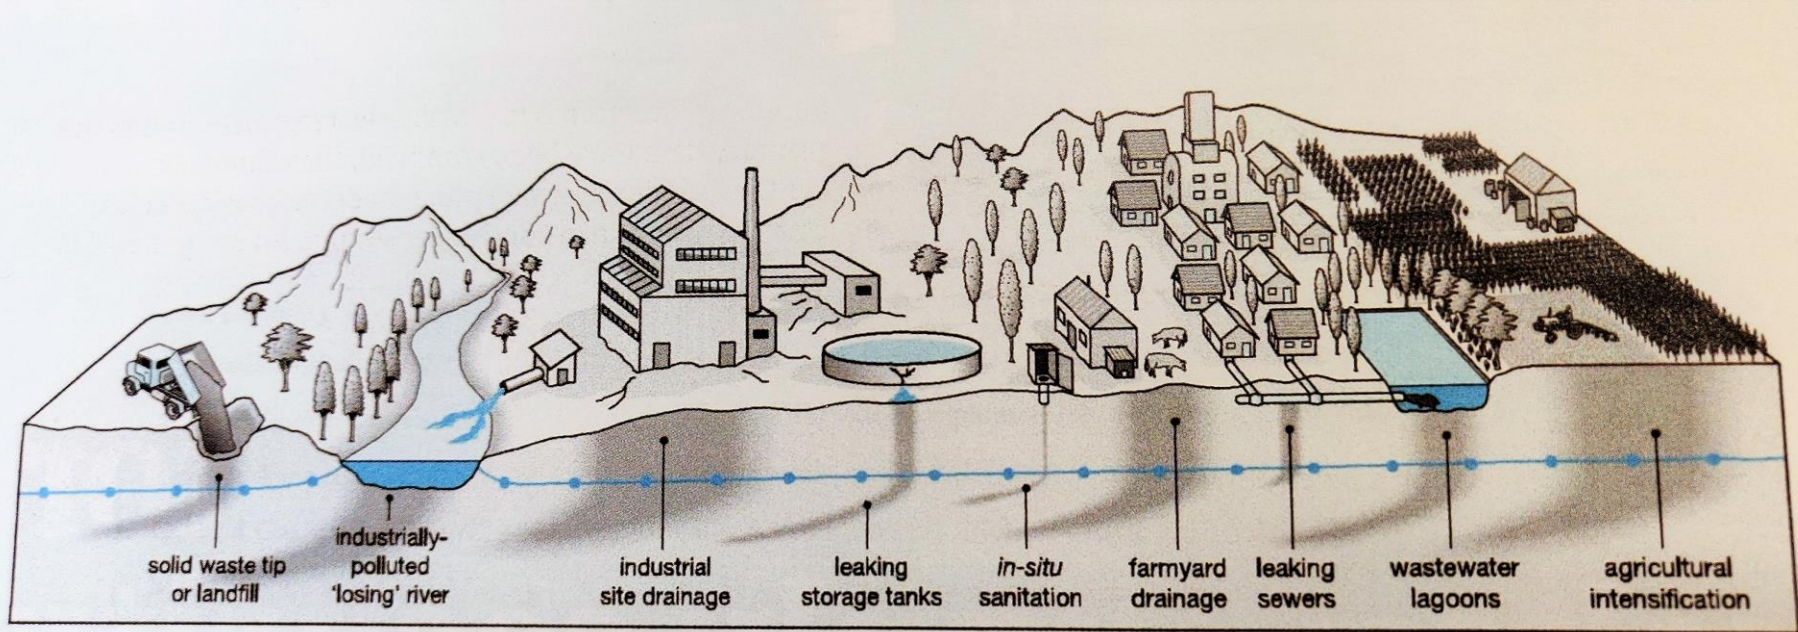 solid waste tip
or landfill
industrially-
polluted
'losing' river
industrial
site drainage
leaking
storage tanks
in-situ
sanitation
farmyard
drainage
leaking
sewers
wastewater
lagoons
agricultural
intensification